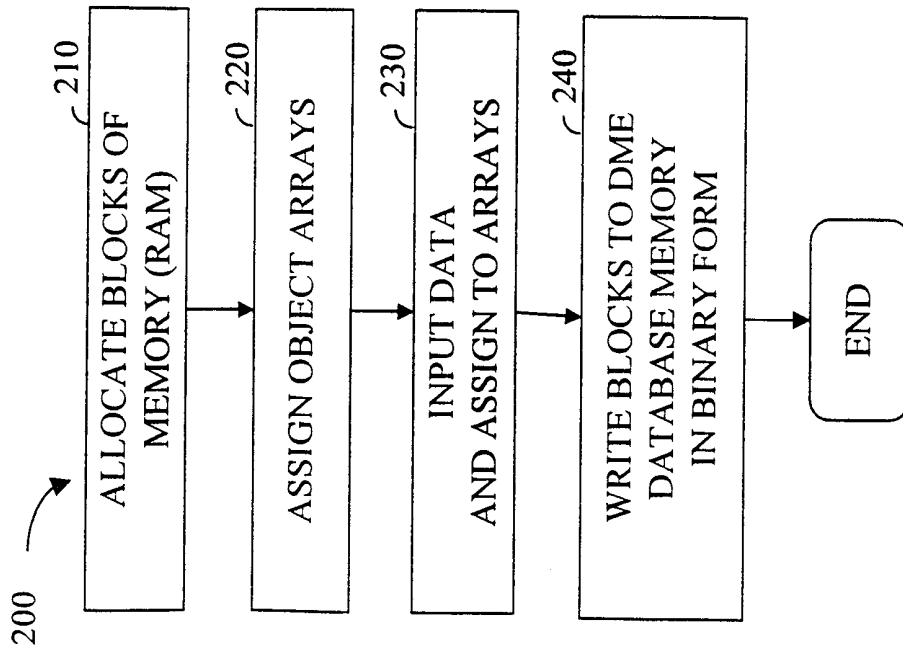 200
210
ALLOCATE BLOCKS OF
MEMORY (RAM)
220
ASSIGN OBJECT ARRAYS
230
INPUT DATA
AND ASSIGN TO ARRAYS
240
WRITE BLOCKS TO DME
DATABASE MEMORY
IN BINARY FORM
END